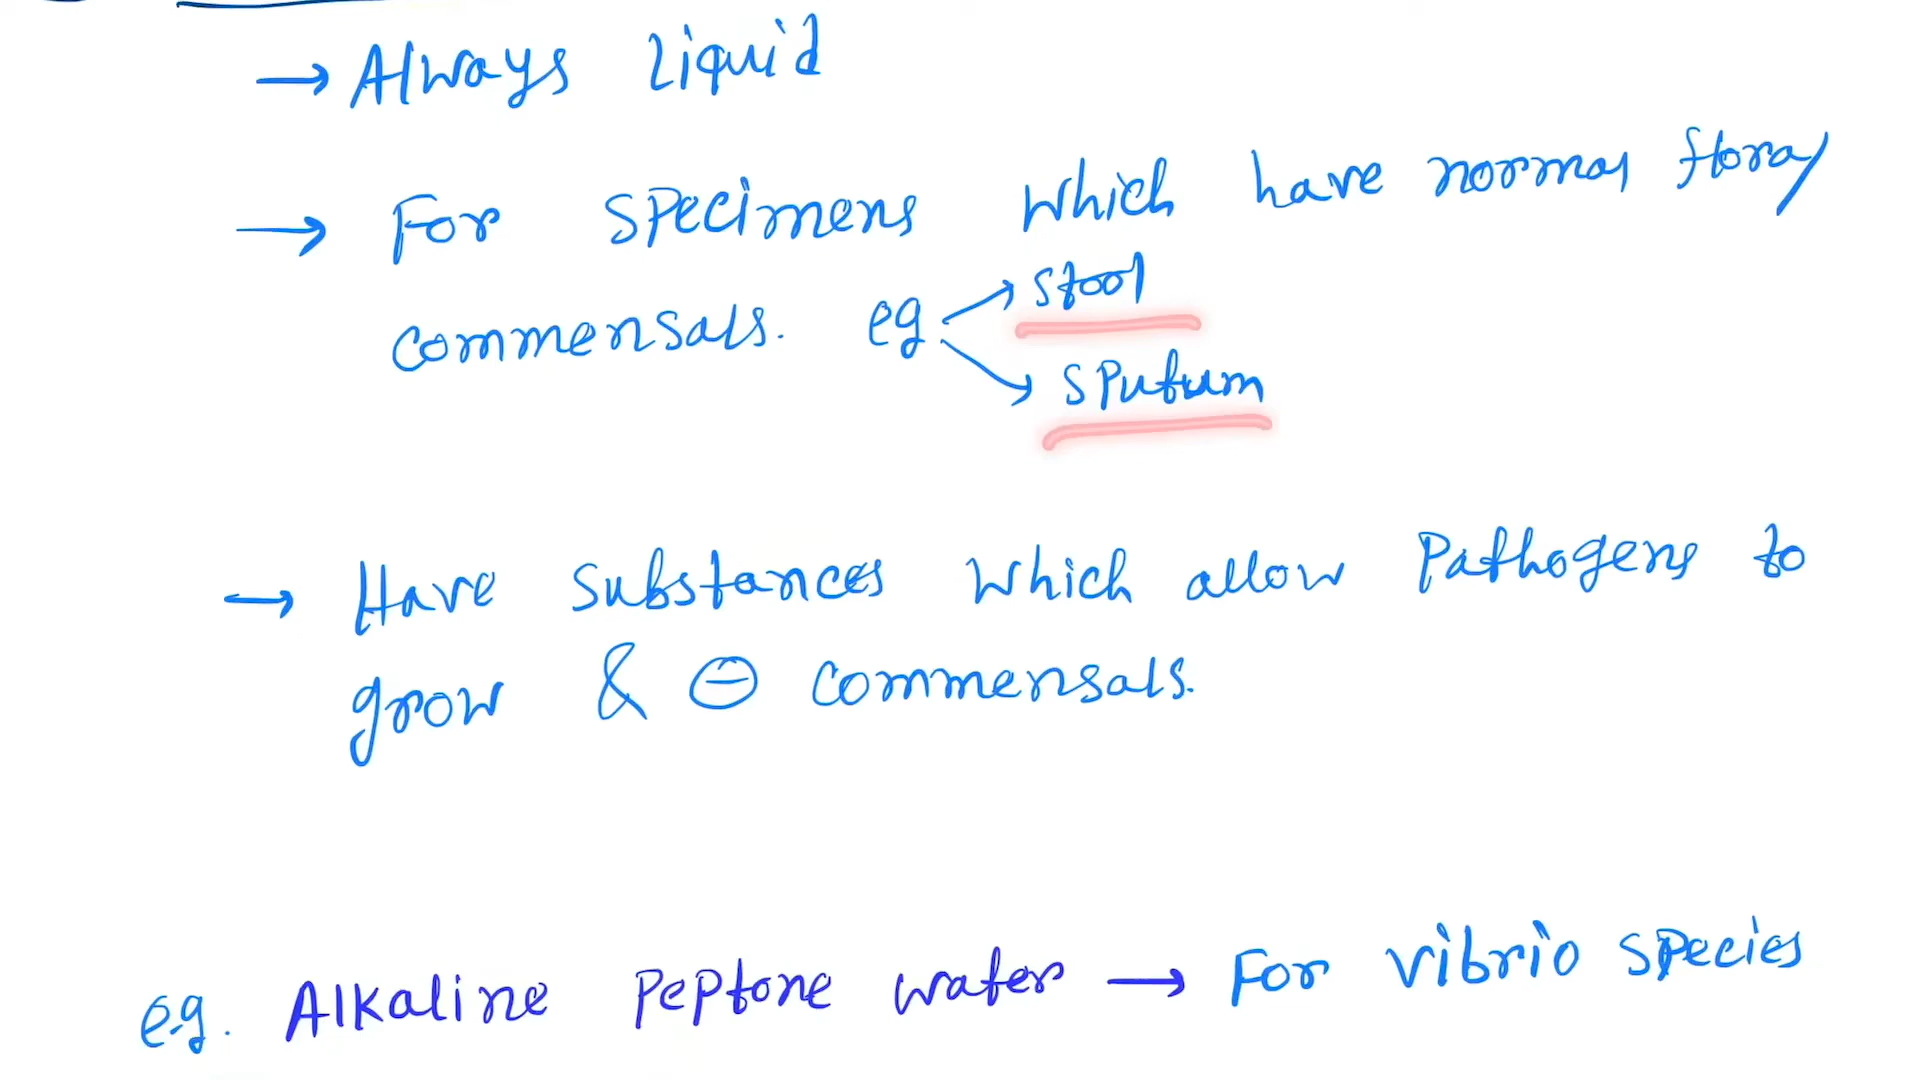 → Always liquid
→ For specimens which have normal flora/
commensals. eg → stool
→ sputum
→ Have substances which allow pathogens to
grow & ⊖ commensals.
e.g. Alkaline peptone water → For vibrio species